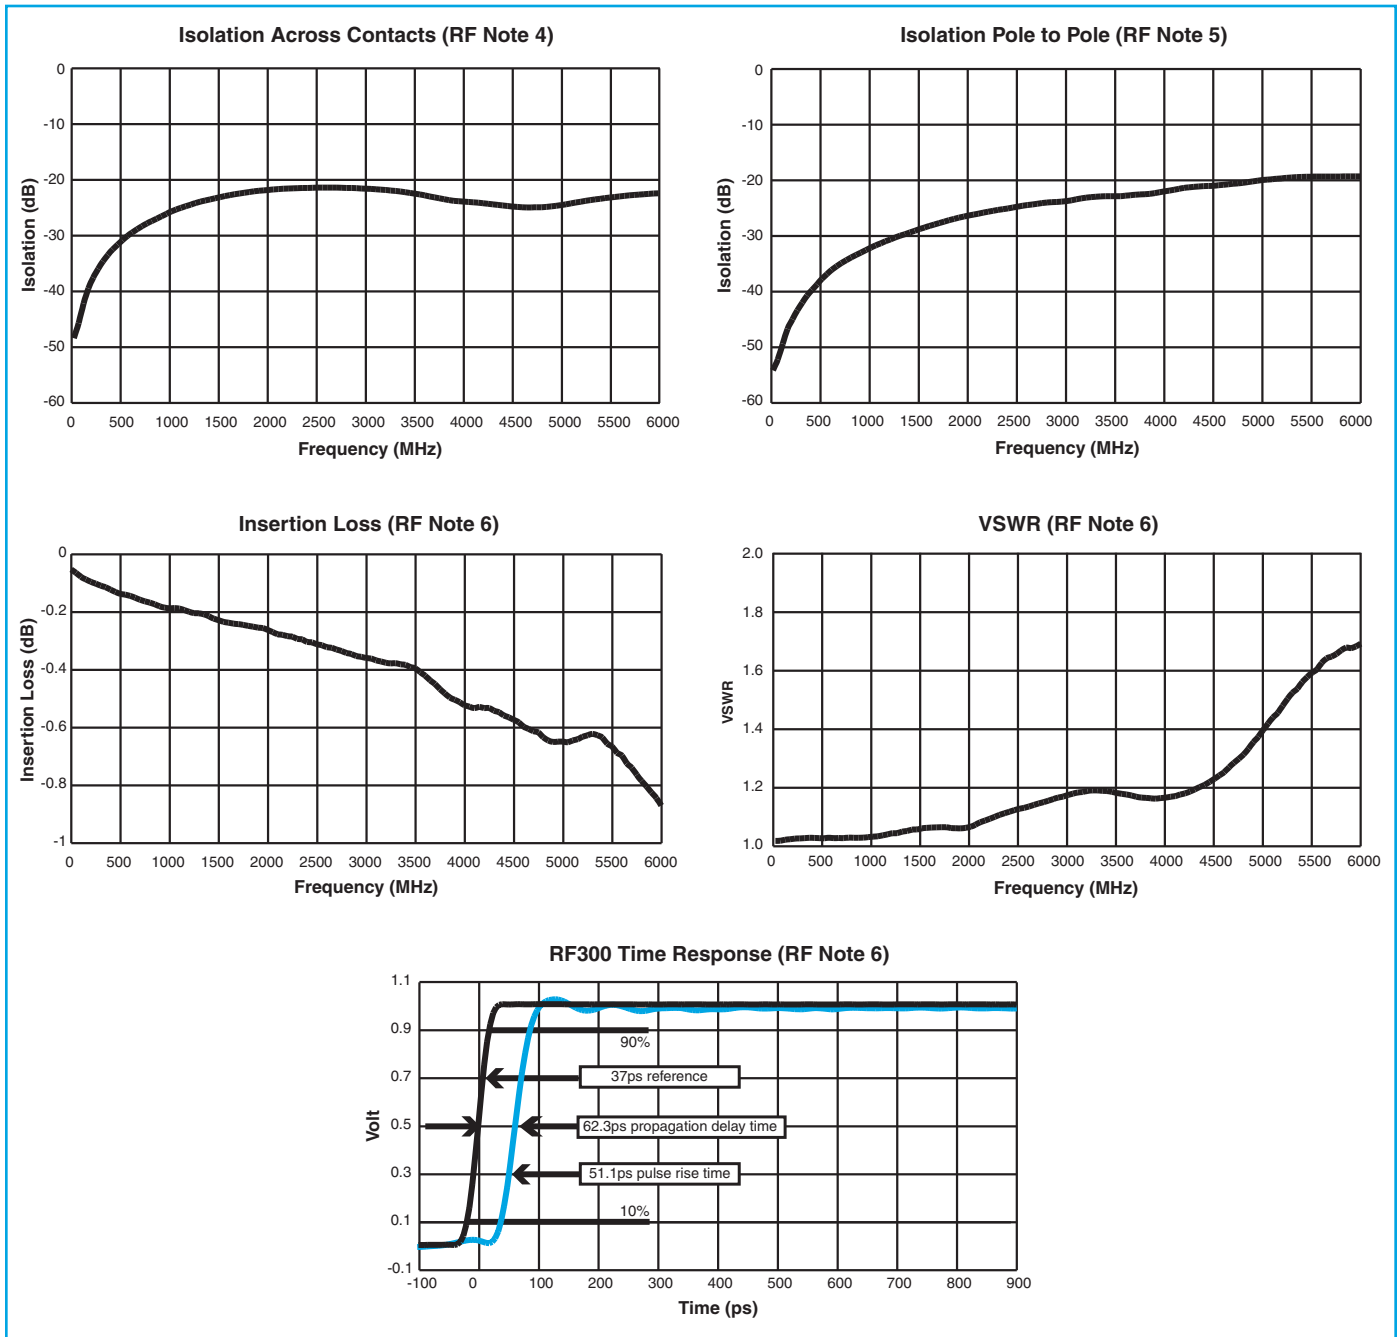 Isolation Across Contacts (RF Note 4)
0
-10
-20
-30
-40
-50
-60
Isolation (dB)
0 500 1000 1500 2000 2500 3000 3500 4000 4500 5000 5500 6000
Frequency (MHz)
Isolation Pole to Pole (RF Note 5)
0
-10
-20
-30
-40
-50
-60
Isolation (dB)
0 500 1000 1500 2000 2500 3000 3500 4000 4500 5000 5500 6000
Frequency (MHz)
Insertion Loss (RF Note 6)
0
-0.2
-0.4
-0.6
-0.8
-1
Insertion Loss (dB)
0 500 1000 1500 2000 2500 3000 3500 4000 4500 5000 5500 6000
Frequency (MHz)
VSWR (RF Note 6)
2.0
1.8
1.6
1.4
1.2
1.0
VSWR
0 500 1000 1500 2000 2500 3000 3500 4000 4500 5000 5500 6000
Frequency (MHz)
RF300 Time Response (RF Note 6)
1.1
0.9
0.7
0.5
0.3
0.1
-0.1
Volt
90%
37ps reference
62.3ps propagation delay time
51.1ps pulse rise time
10%
-100 0 100 200 300 400 500 600 700 800 900
Time (ps)